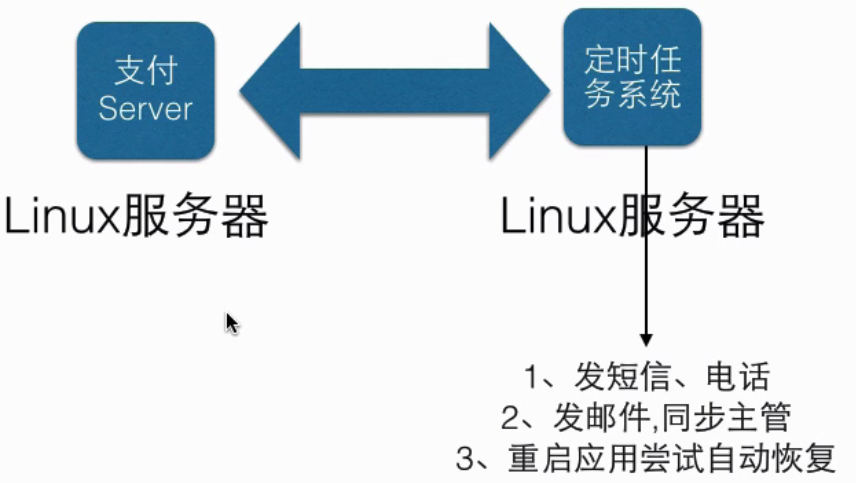 支付
Server
定时任
务系统
Linux服务器
Linux服务器
1、发短信、电话
2、发邮件,同步主管
3、重启应用尝试自动恢复